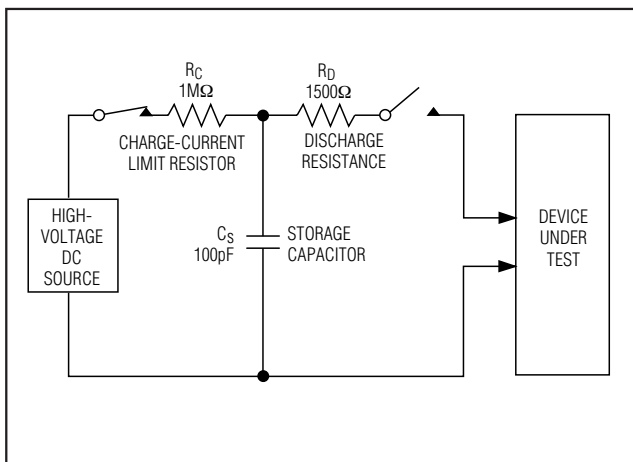 R_C
1MΩ
CHARGE-CURRENT
LIMIT RESISTOR
R_D
1500Ω
DISCHARGE
RESISTANCE
HIGH-
VOLTAGE
DC
SOURCE
C_S
100pF
STORAGE
CAPACITOR
DEVICE
UNDER
TEST